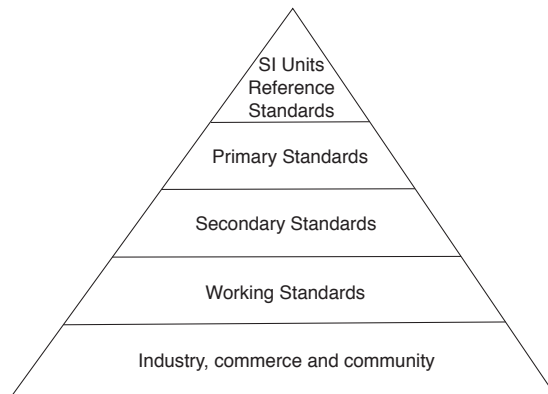 SI Units
Reference
Standards
Primary Standards
Secondary Standards
Working Standards
Industry, commerce and community